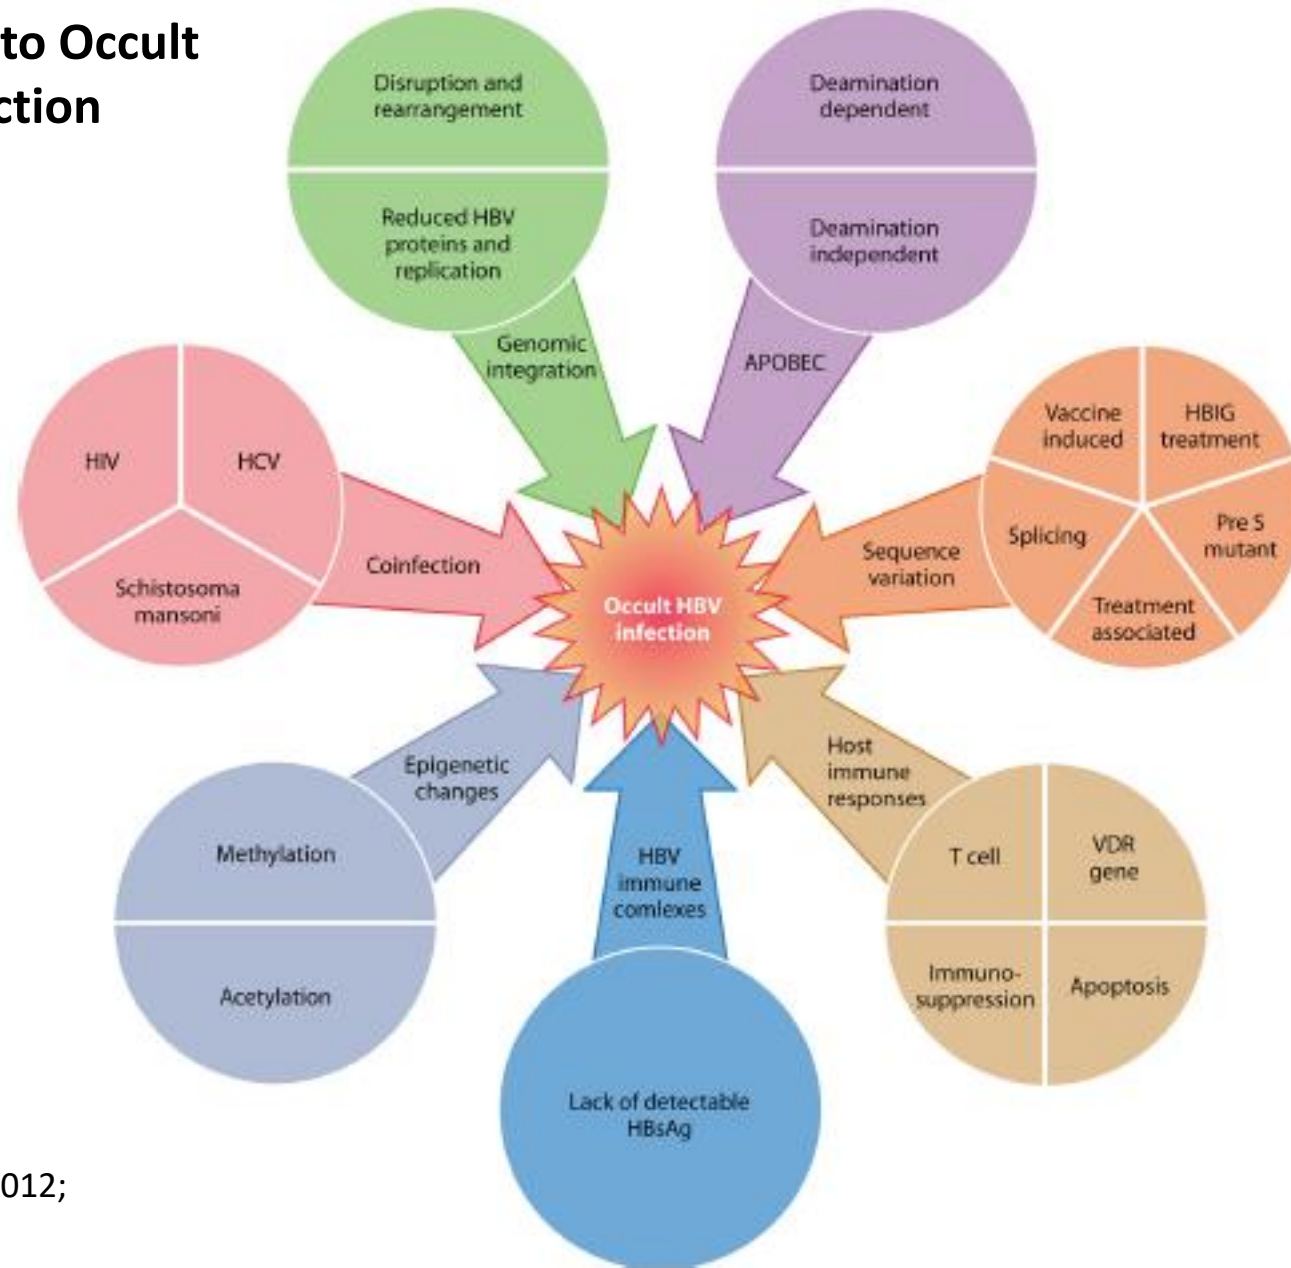 to Occult
ction
Disruption and
rearrangement
Reduced HBV
proteins and
replication
Genomic
integration
Deamination
dependent
Deamination
independent
APOBEC
HIV
HCV
Schistosoma
mansoni
Coinfection
Vaccine
induced
HBIG
treatment
Splicing
Pre S
mutant
Treatment
associated
Sequence
variation
Occult HBV
infection
Epigenetic
changes
Methylation
Acetylation
HBV
immune
comlexes
Lack of detectable
HBsAg
Host
immune
responses
T cell
VDR
gene
Immuno-
suppression
Apoptosis
012;